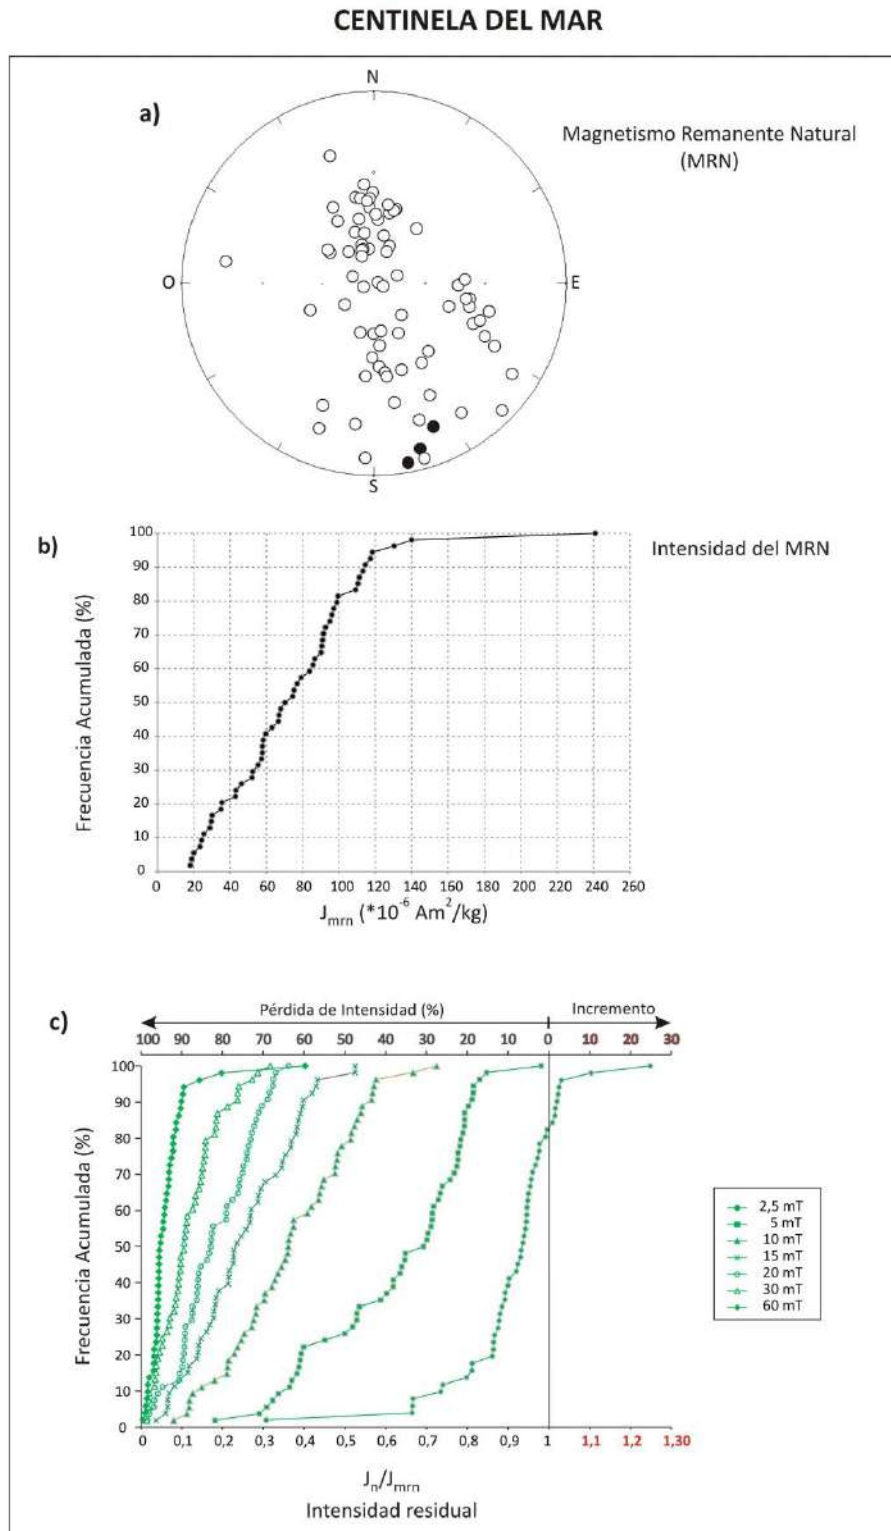 CENTINELA DEL MAR
a)
Magnetismo Remanente Natural
(MRN)
N
O
E
S
b)
Intensidad del MRN
Frecuencia Acumulada (%)
100
90
80
70
60
50
40
30
20
10
0
0 20 40 60 80 100 120 140 160 180 200 220 240 260
J_mrn (*10^-6 Am^2/kg)
c)
Pérdida de Intensidad (%) Incremento
100 90 80 70 60 50 40 30 20 10 0 10 20 30
Frecuencia Acumulada (%)
100
90
80
70
60
50
40
30
20
10
0
0 0,1 0,2 0,3 0,4 0,5 0,6 0,7 0,8 0,9 1 1,1 1,2 1,30
J_n/J_mrn
Intensidad residual
2,5 mT
5 mT
10 mT
15 mT
20 mT
30 mT
60 mT